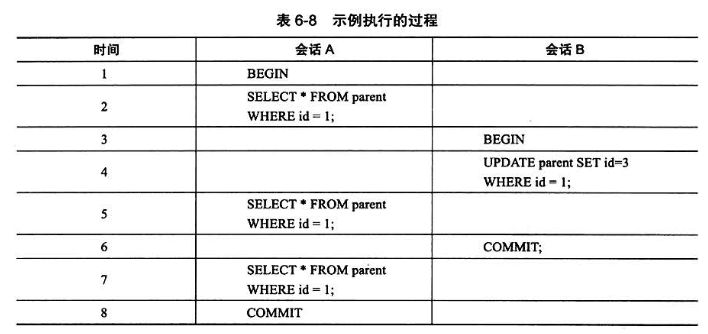 表 6-8 示例执行的过程
时间 会话 A 会话 B
1 BEGIN
2 SELECT * FROM parent
WHERE id = 1;
3 BEGIN
4 UPDATE parent SET id=3
WHERE id = 1;
5 SELECT * FROM parent
WHERE id = 1;
6 COMMIT;
7 SELECT * FROM parent
WHERE id = 1;
8 COMMIT